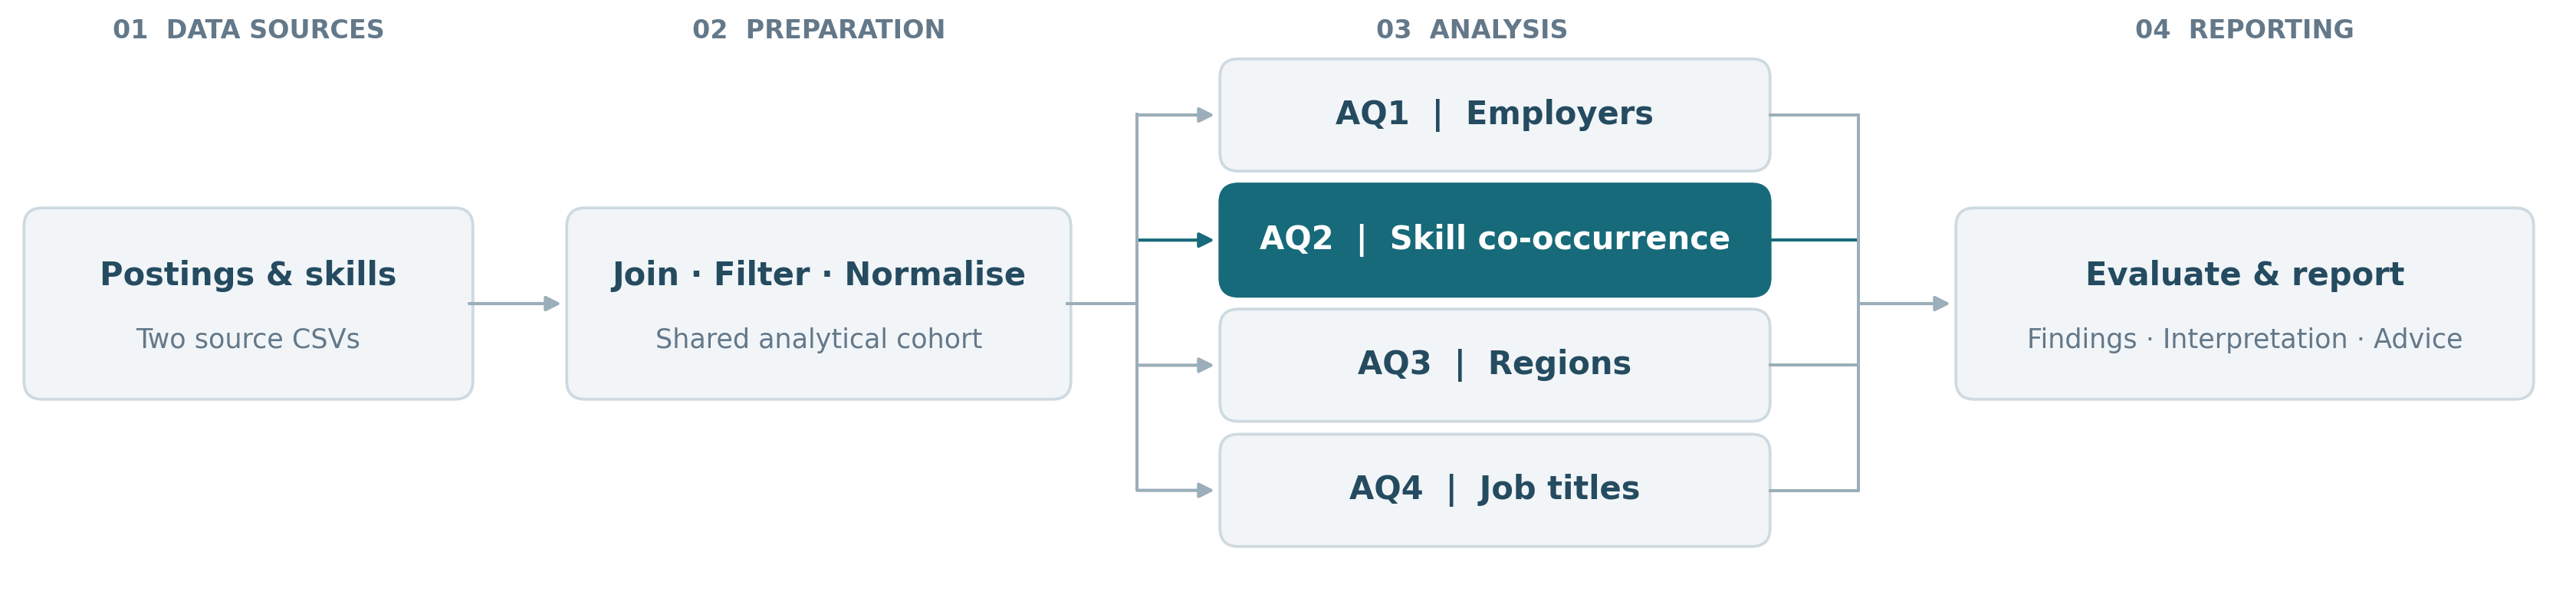 01  DATA SOURCES
02  PREPARATION
03  ANALYSIS
04  REPORTING
Postings & skills
Two source CSVs
Join · Filter · Normalise
Shared analytical cohort
AQ1  |  Employers
AQ2  |  Skill co-occurrence
AQ3  |  Regions
AQ4  |  Job titles
Evaluate & report
Findings · Interpretation · Advice